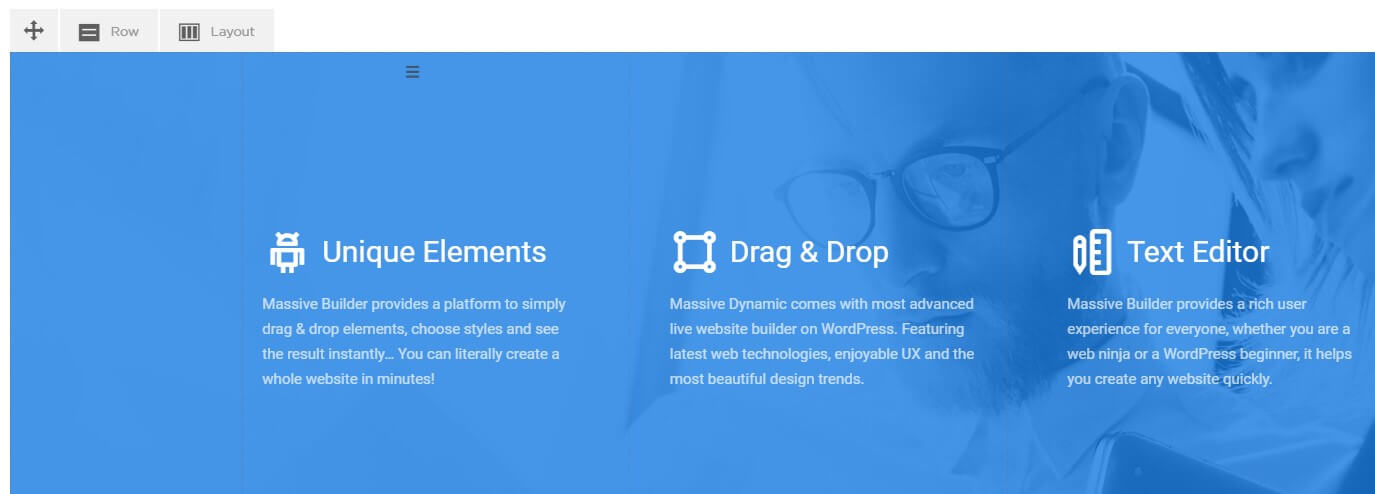 Row
Layout
Unique Elements
Massive Builder provides a platform to simply
drag & drop elements, choose styles and see
the result instantly... You can literally create a
whole website in minutes!
Drag & Drop
Massive Dynamic comes with most advanced
live website builder on WordPress. Featuring
latest web technologies, enjoyable UX and the
most beautiful design trends.
Text Editor
Massive Builder provides a rich user
experience for everyone, whether you are a
web ninja or a WordPress beginner, it helps
you create any website quickly.